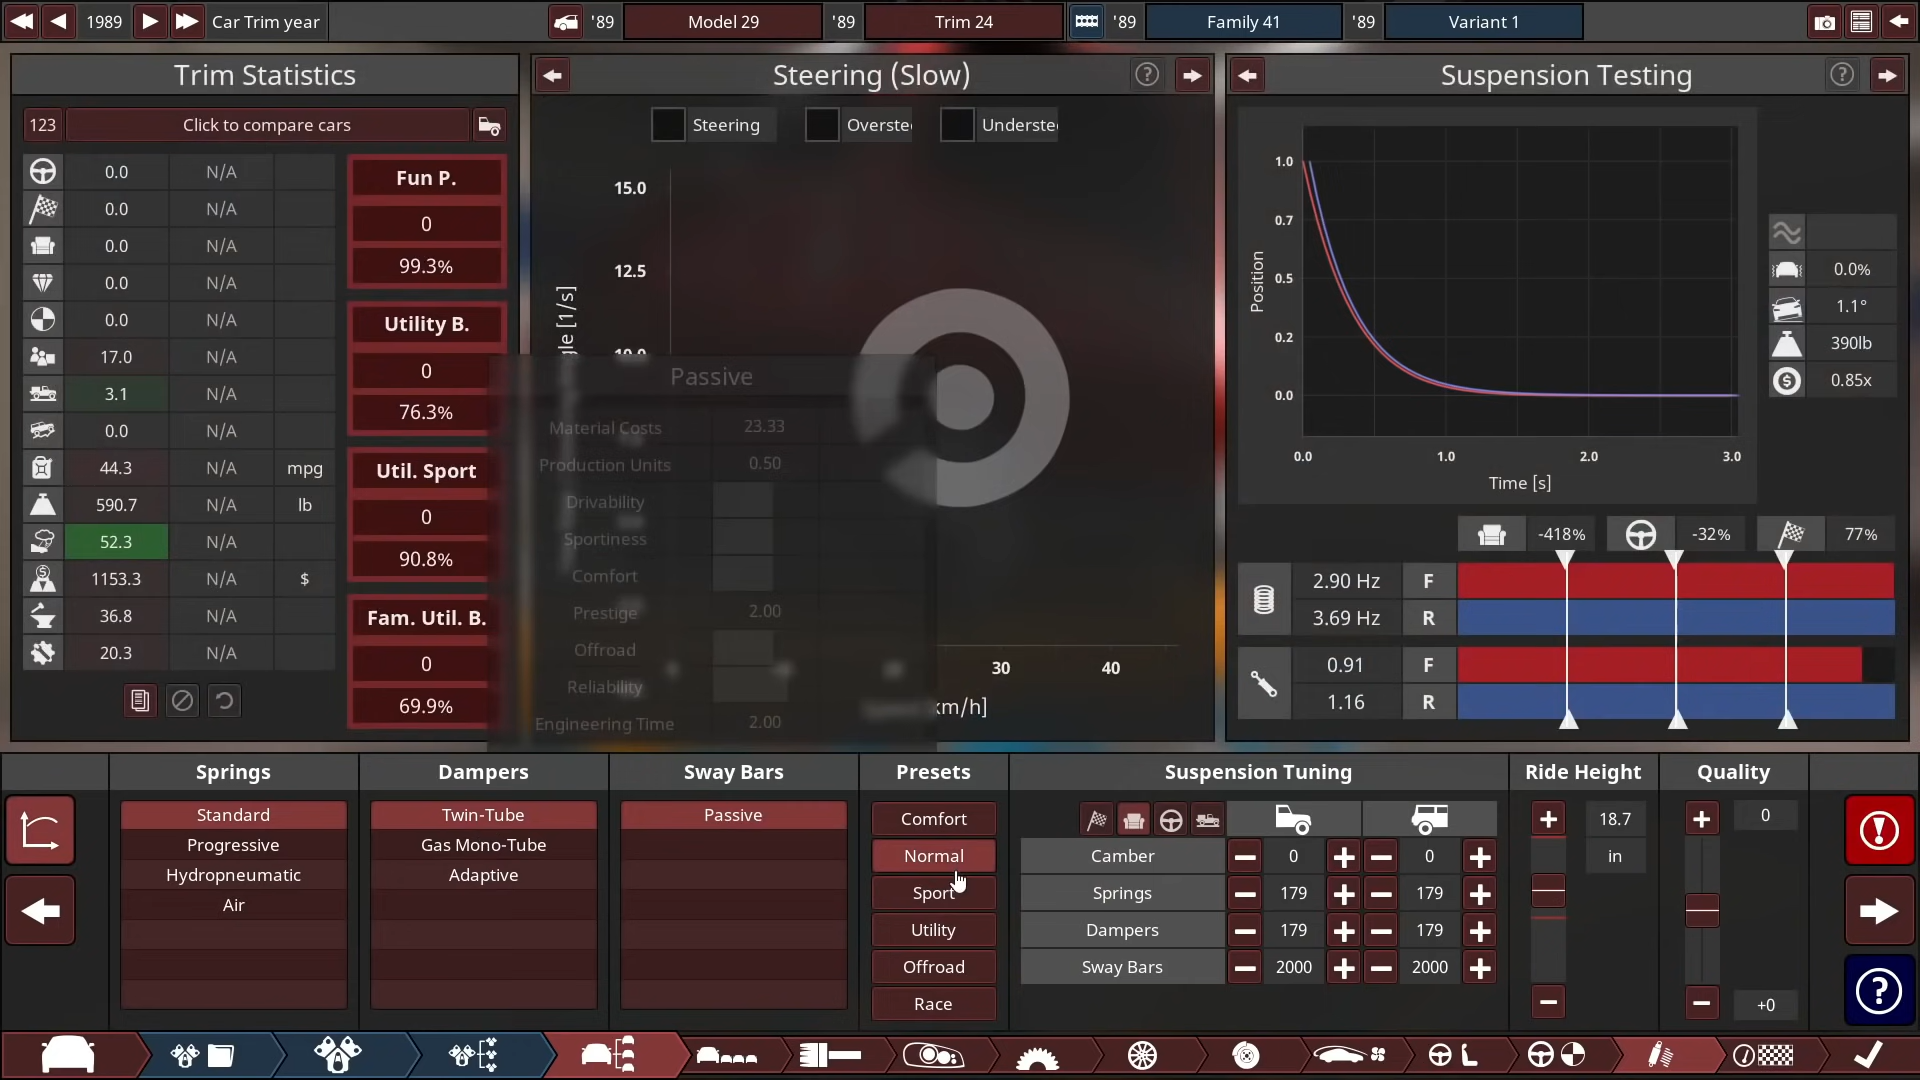 1989 Car Trim year '89 Model 29 '89 Trim 24 '89 Family 41 '89 Variant 1
Trim Statistics
123 Click to compare cars
0.0 N/A
0.0 N/A
0.0 N/A
0.0 N/A
0.0 N/A
17.0 N/A
3.1 N/A
0.0 N/A
44.3 N/A mpg
590.7 N/A lb
52.3 N/A
1153.3 N/A $
36.8 N/A
20.3 N/A
Fun P.
0
99.3%
Utility B.
0
76.3%
Util. Sport
0
90.8%
Fam. Util. B.
0
69.9%
Steering (Slow) ?
Steering Overste Underste
15.0
12.5
10.0
gle [1/s]
30 40
km/h]
Passive
Material Costs 23.33
Production Units 0.50
Drivability
Sportiness
Comfort
Prestige 2.00
Offroad
Reliability
Engineering Time 2.00
Suspension Testing ?
Position
1.0
0.7
0.5
0.2
0.0
0.0 1.0 2.0 3.0
Time [s]
0.0%
1.1°
390lb
$ 0.85x
-418% -32% 77%
2.90 Hz F
3.69 Hz R
0.91 F
1.16 R
Springs
Standard
Progressive
Hydropneumatic
Air
Dampers
Twin-Tube
Gas Mono-Tube
Adaptive
Sway Bars
Passive
Presets
Comfort
Normal
Sport
Utility
Offroad
Race
Suspension Tuning
Camber 0 0
Springs 179 179
Dampers 179 179
Sway Bars 2000 2000
Ride Height
18.7
in
Quality
0
+0
?